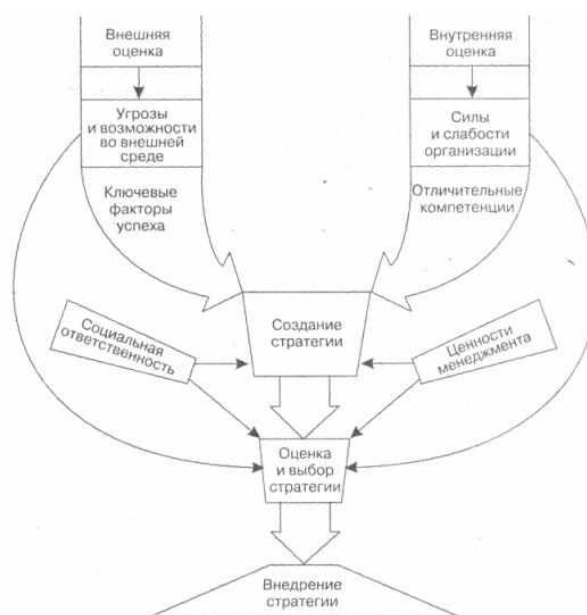 Внешняя
оценка
Внутренняя
оценка
Угрозы
и возможности
во внешней
среде
Силы
и слабости
организации
Ключевые
факторы
успеха
Отличительные
компетенции
Создание
стратегии
Социальная
ответственность
Ценности
менеджмента
Оценка
и выбор
стратегии
Внедрение
стратегии